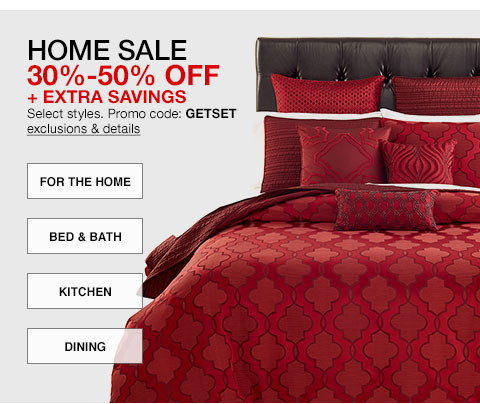 HOME SALE
30%-50% OFF
+ EXTRA SAVINGS
Select styles. Promo code: GETSET
exclusions & details
FOR THE HOME
BED & BATH
KITCHEN
DINING